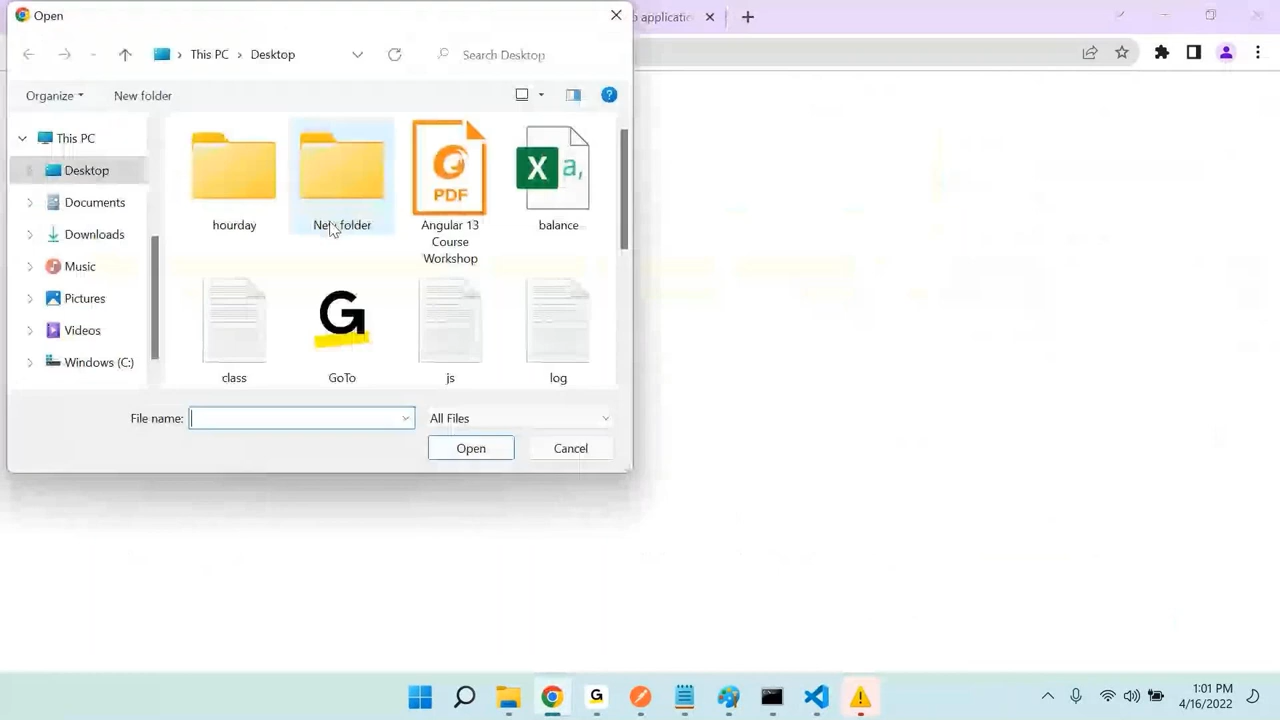 Open
b applicatio
This PC
Desktop
Search Desktop
Organize
New folder
This PC
Desktop
Documents
Downloads
Music
Pictures
Videos
Windows (C:)
hourday
New folder
PDF
Angular 13
Course
Workshop
X a,
balance
class
G
GoTo
js
log
File name:
All Files
Open
Cancel
G
1:01 PM
4/16/2022